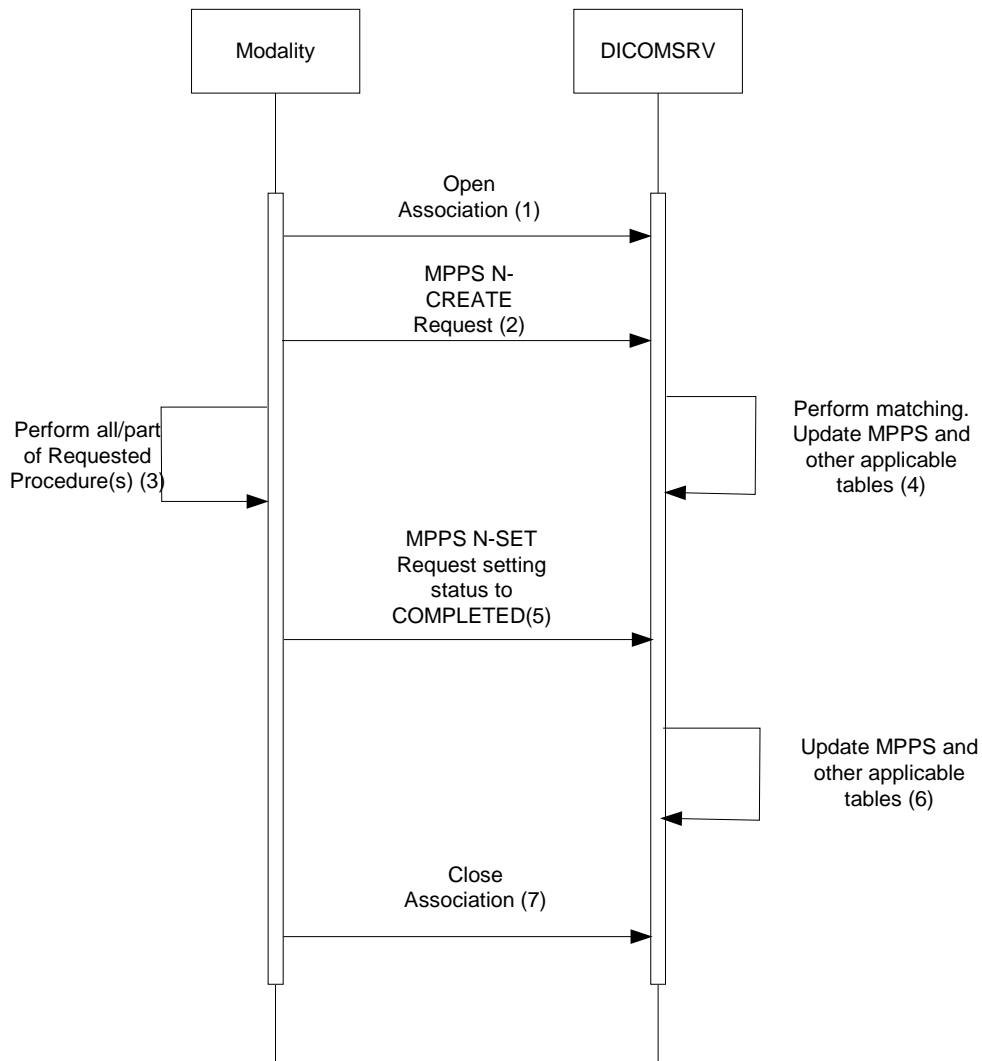 Modality
DICOMSRV
Open
Association (1)
MPPS N-
CREATE
Request (2)
Perform all/part
of Requested
Procedure(s) (3)
Perform matching.
Update MPPS and
other applicable
tables (4)
MPPS N-SET
Request setting
status to
COMPLETED(5)
Update MPPS and
other applicable
tables (6)
Close
Association (7)